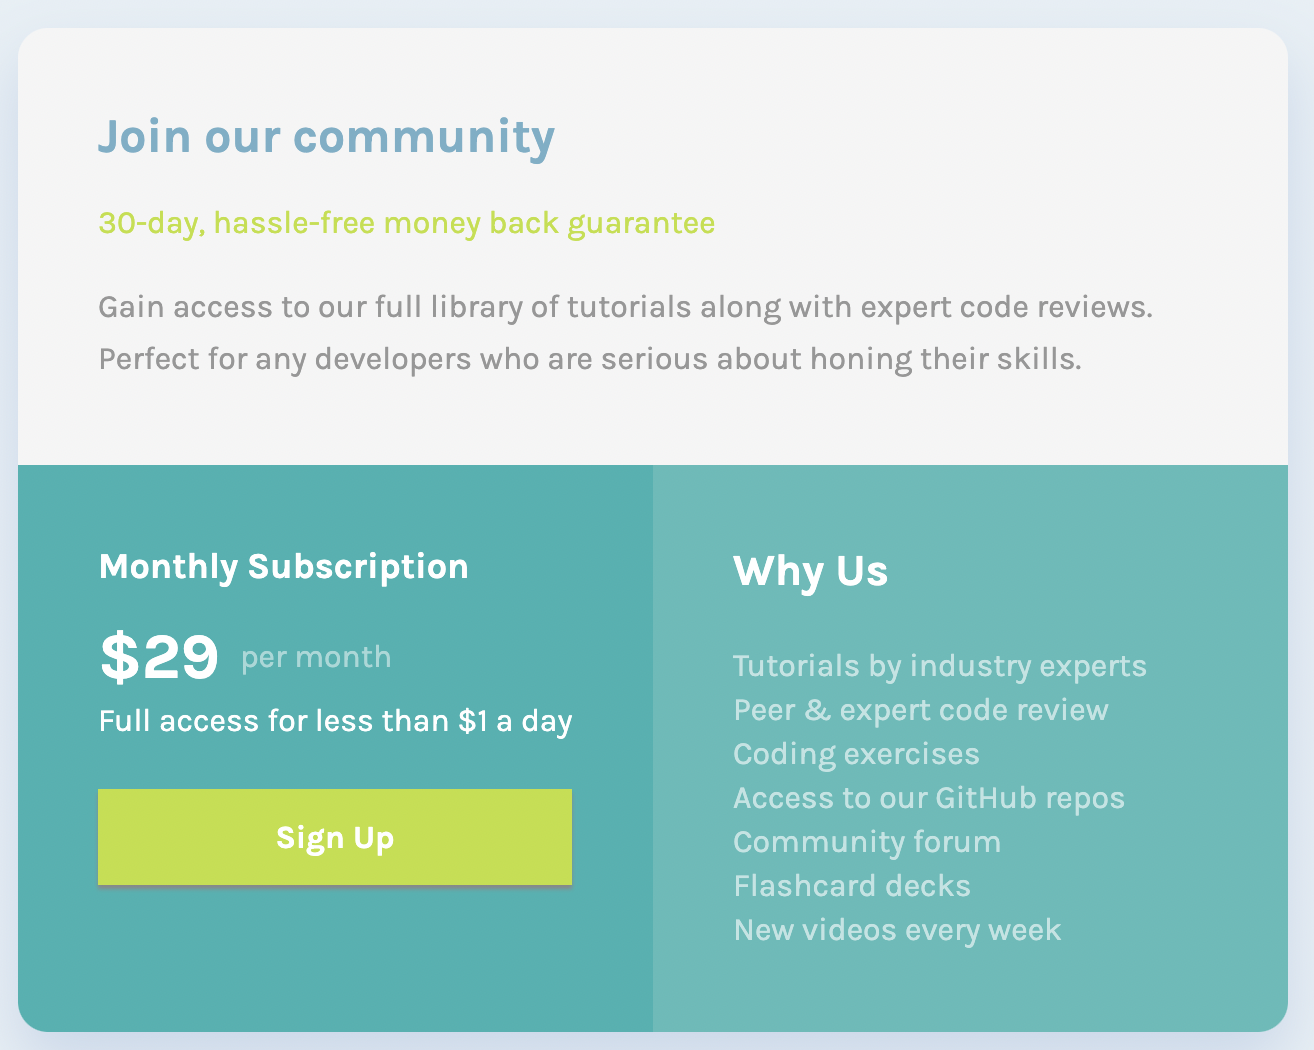 Join our community
30-day, hassle-free money back guarantee
Gain access to our full library of tutorials along with expert code reviews.
Perfect for any developers who are serious about honing their skills.
Monthly Subscription
$29 per month
Full access for less than $1 a day
Sign Up
Why Us
Tutorials by industry experts
Peer & expert code review
Coding exercises
Access to our GitHub repos
Community forum
Flashcard decks
New videos every week